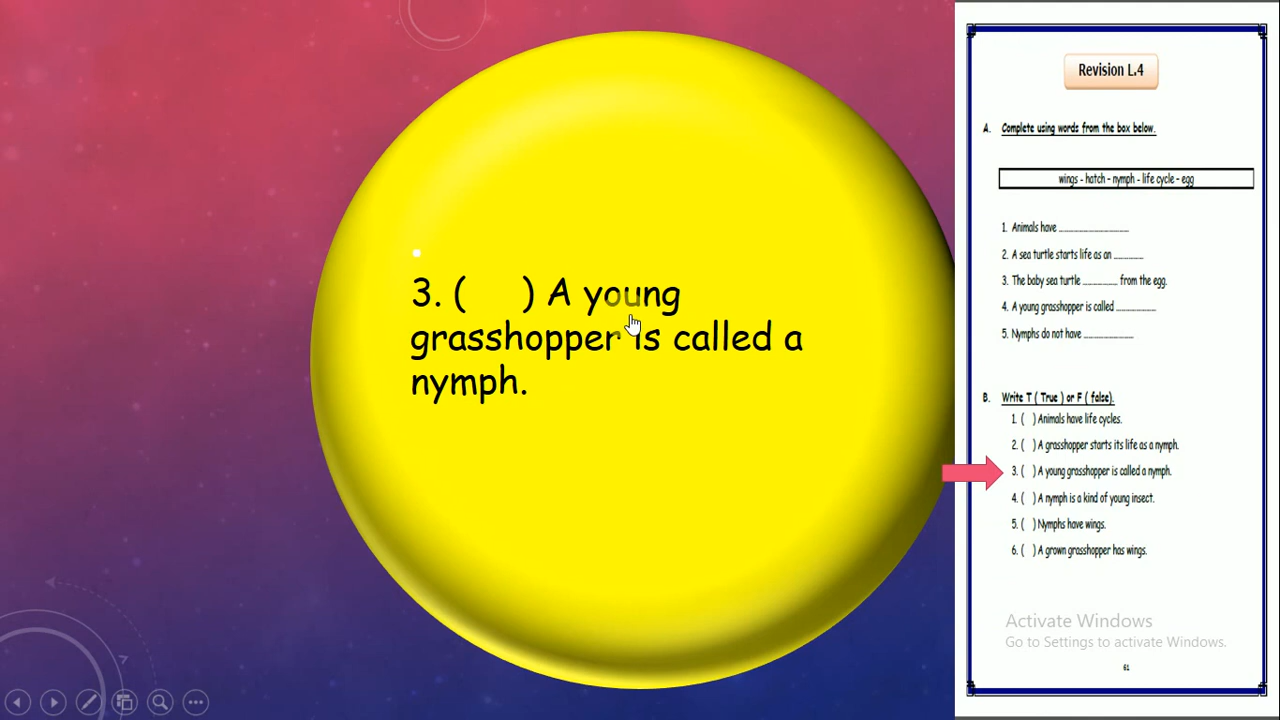 3. ( ) A young
grasshopper is called a
nymph.
Revision L.4
A. Complete using words from the box below.
wings - hatch - nymph - life cycle - egg
1. Animals have ........................
2. A sea turtle starts life as an ............
3. The baby sea turtle ............ from the egg.
4. A young grasshopper is called ..............
5. Nymphs do not have .................
B. Write T ( True ) or F ( false).
1. ( ) Animals have life cycles.
2. ( ) A grasshopper starts its life as a nymph.
3. ( ) A young grasshopper is called a nymph.
4. ( ) A nymph is a kind of young insect.
5. ( ) Nymphs have wings.
6. ( ) A grown grasshopper has wings.
Activate Windows
Go to Settings to activate Windows.
61